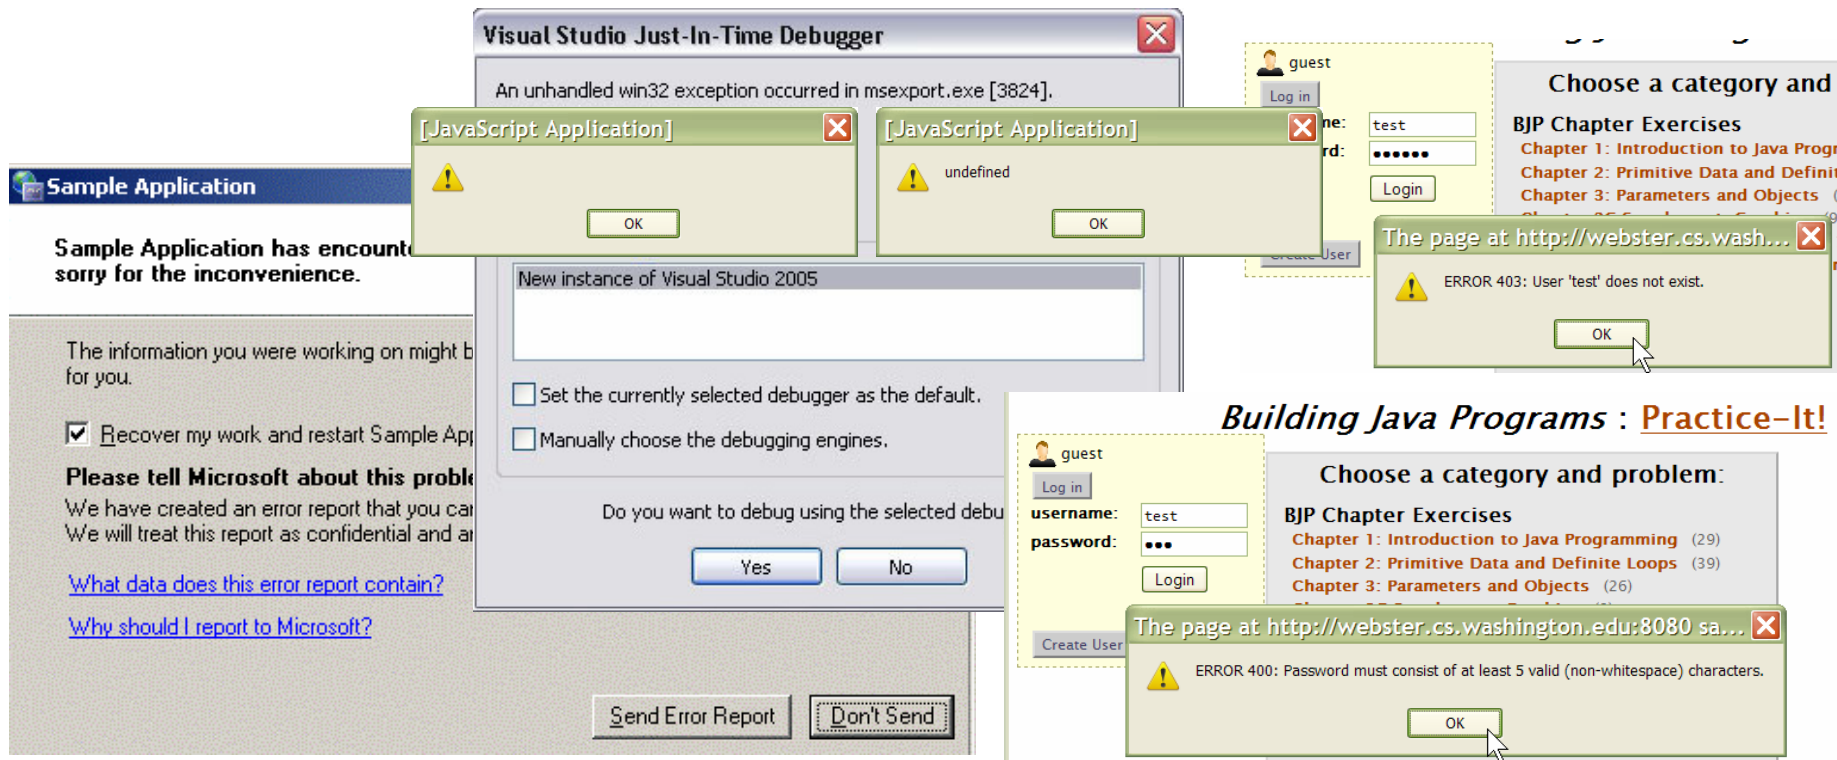 Visual Studio Just-In-Time Debugger
An unhandled win32 exception occurred in msexport.exe [3824].
[JavaScript Application]
OK
[JavaScript Application]
undefined
OK
New instance of Visual Studio 2005
Set the currently selected debugger as the default.
Manually choose the debugging engines.
Do you want to debug using the selected
Yes
No
Sample Application
Sample Application has
sorry for the inconvenience.
The information you were working on might
for you.
Recover my work and restart Sample
Please tell Microsoft about this
We have created an error report that you
We will treat this report as confidential and
What data does this error report contain?
Why should I report to Microsoft?
Send Error Report
Don't Send
guest
Log in
test
••••••
Login
User
Choose a category and
BJP Chapter Exercises
Chapter 1: Introduction to Java
Chapter 2: Primitive Data and
Chapter 3: Parameters and Objects
The page at http://webster.cs.wash...
ERROR 403: User 'test' does not exist.
OK
Building Java Programs : Practice-It!
guest
Log in
username: test
password: •••
Login
Create User
Choose a category and problem:
BJP Chapter Exercises
Chapter 1: Introduction to Java Programming (29)
Chapter 2: Primitive Data and Definite Loops (39)
Chapter 3: Parameters and Objects (26)
The page at http://webster.cs.washington.edu:8080 sa...
ERROR 400: Password must consist of at least 5 valid (non-whitespace) characters.
OK